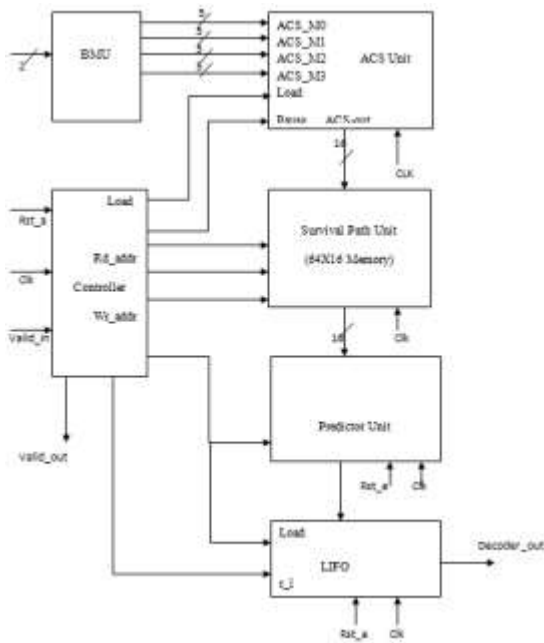 5
5
5
5
2
BMU
ACS_M0
ACS_M1
ACS_M2
ACS_M3
ACS Unit
Load
ACS-out
16
CLK
Load
Rst_a
Rd_addr
Clk
Controller
Wr_addr
Valid_in
Valid_out
Survival Path Unit
(64X16 Memory)
16
Clk
Predictor Unit
Rst_a
Clk
Load
LIFO
Decoder_out
Rst_a
Clk